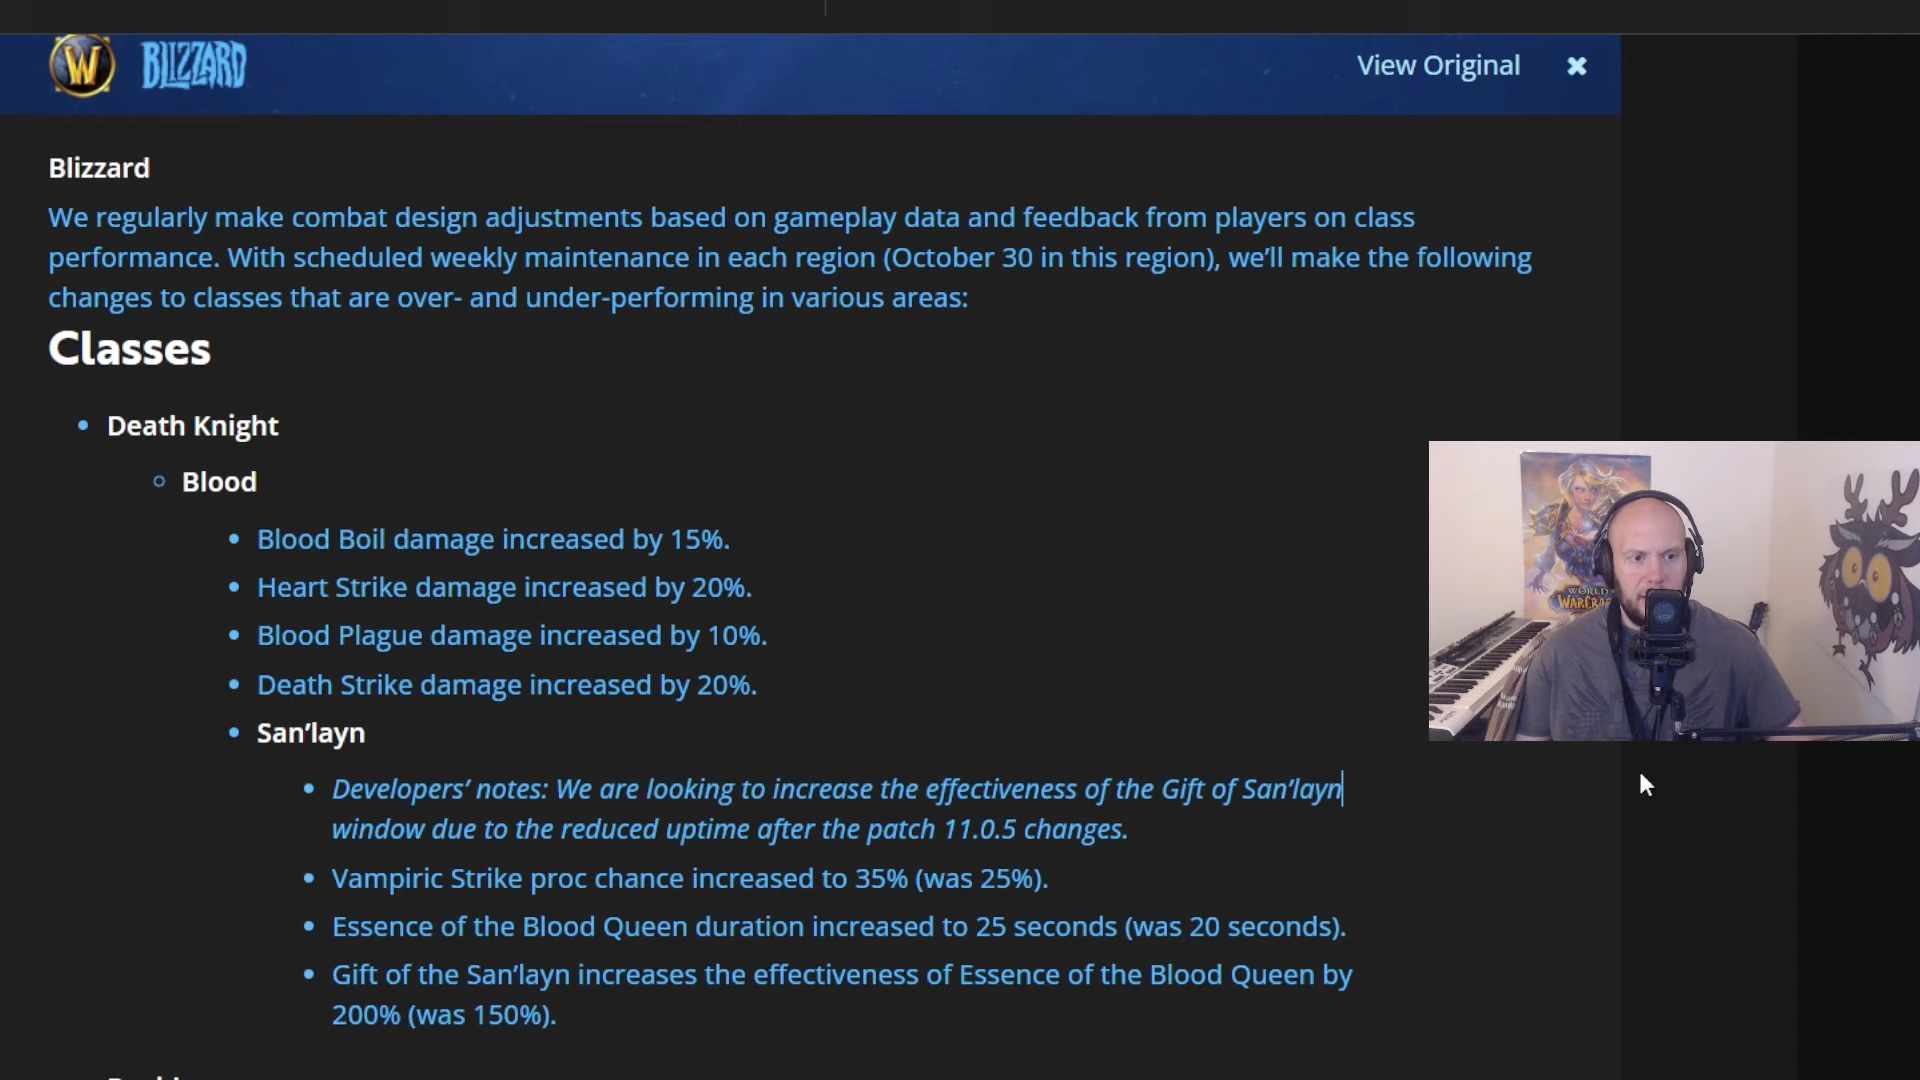 BLIZZARD
View Original
Blizzard
We regularly make combat design adjustments based on gameplay data and feedback from players on class
performance. With scheduled weekly maintenance in each region (October 30 in this region), we'll make the following
changes to classes that are over- and under-performing in various areas:
Classes
Death Knight
Blood
Blood Boil damage increased by 15%.
Heart Strike damage increased by 20%.
Blood Plague damage increased by 10%.
Death Strike damage increased by 20%.
San'layn
Developers' notes: We are looking to increase the effectiveness of the Gift of San'layn
window due to the reduced uptime after the patch 11.0.5 changes.
Vampiric Strike proc chance increased to 35% (was 25%).
Essence of the Blood Queen duration increased to 25 seconds (was 20 seconds).
Gift of the San'layn increases the effectiveness of Essence of the Blood Queen by
200% (was 150%).
WORLD
WARCRA